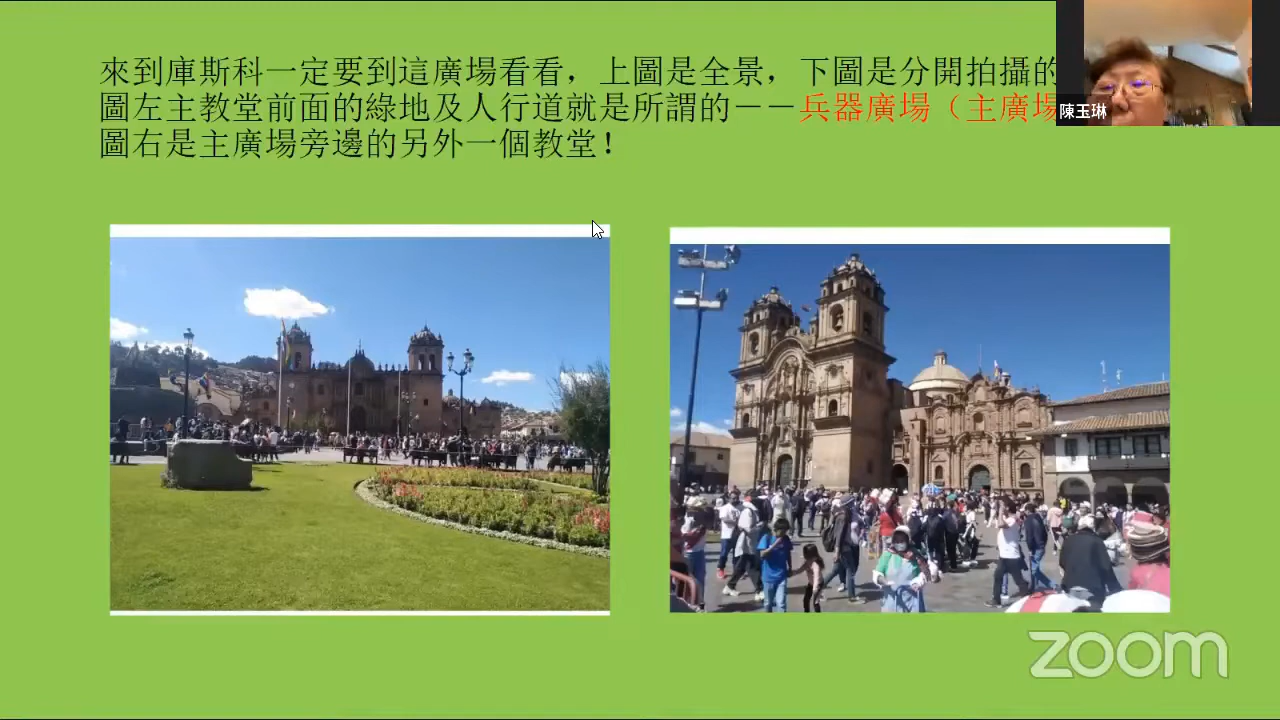 來到庫斯科一定要到這廣場看看，上圖是全景，下圖是分開拍攝的
圖左主教堂前面的綠地及人行道就是所謂的－－兵器廣場（主廣場
圖右是主廣場旁邊的另外一個教堂！
陳玉琳
zoom